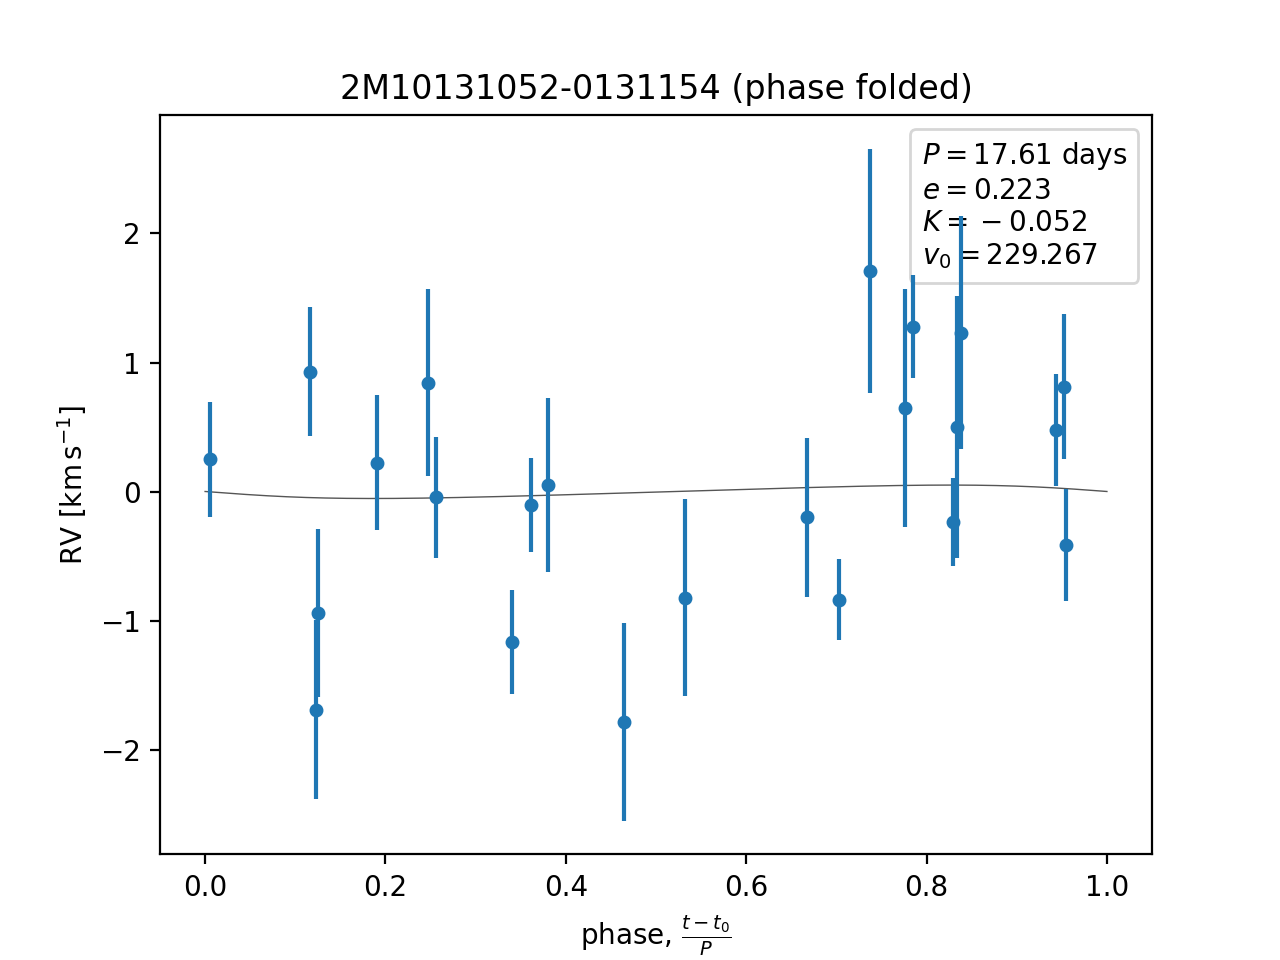 2M10131052-0131154 (phase folded)
P = 17.61 days
e = 0.223
K = −0.052
v₀ = 229.267
RV [km s⁻¹]
2
1
0
−1
−2
0.0 0.2 0.4 0.6 0.8 1.0
phase, (t − t₀)/P